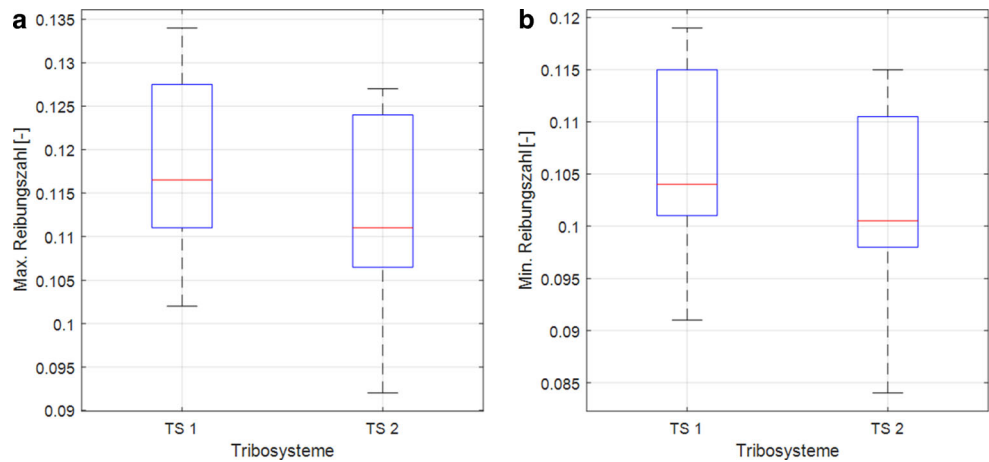 a
Max. Reibungszahl [-]
0.135
0.13
0.125
0.12
0.115
0.11
0.105
0.1
0.095
0.09
TS 1
TS 2
Tribosysteme
b
Min. Reibungszahl [-]
0.12
0.115
0.11
0.105
0.1
0.095
0.09
0.085
TS 1
TS 2
Tribosysteme